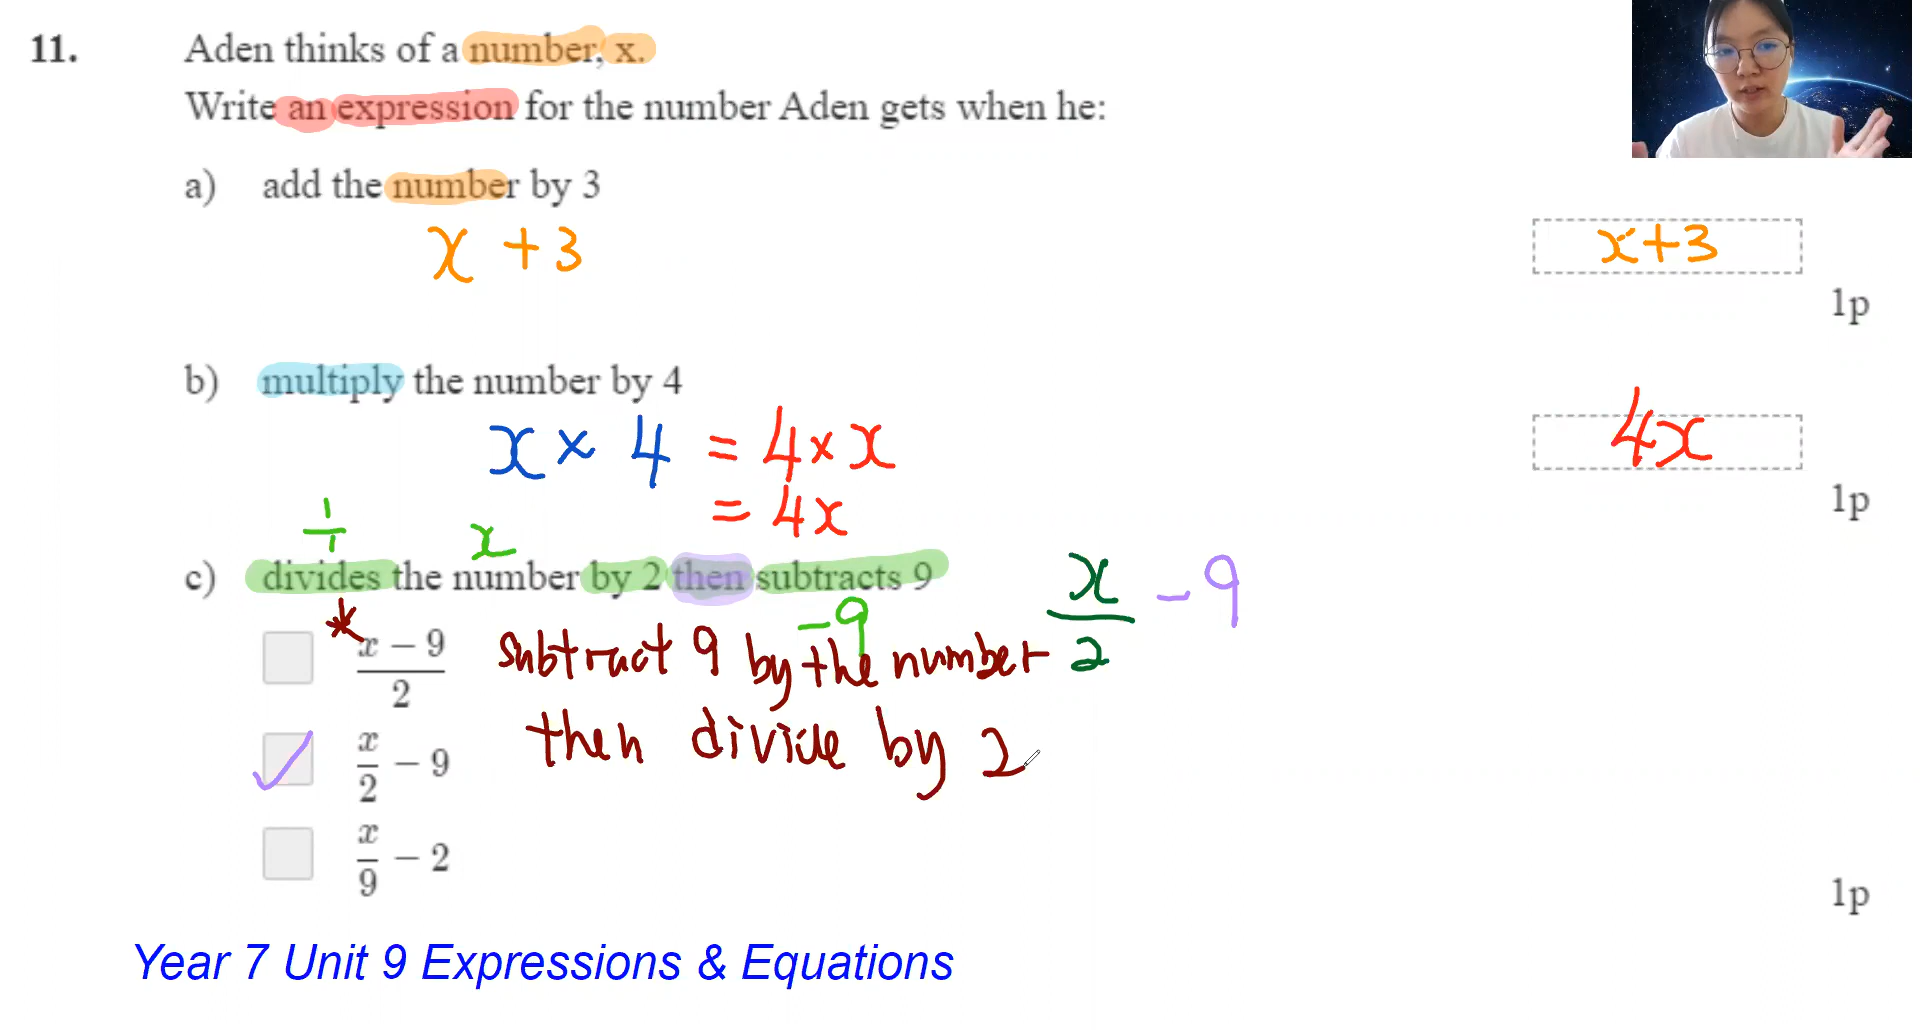 11. Aden thinks of a number, x.
Write an expression for the number Aden gets when he:
a) add the number by 3
x + 3
x + 3
1p
b) multiply the number by 4
x × 4 = 4 × x
= 4x
4x
1p
÷ x
c) divides the number by 2 then subtracts 9
- 9
x/2 - 9
* (x - 9)/2
subtract 9 by the number
then divide by 2
x/2 - 9
x/9 - 2
1p
Year 7 Unit 9 Expressions & Equations